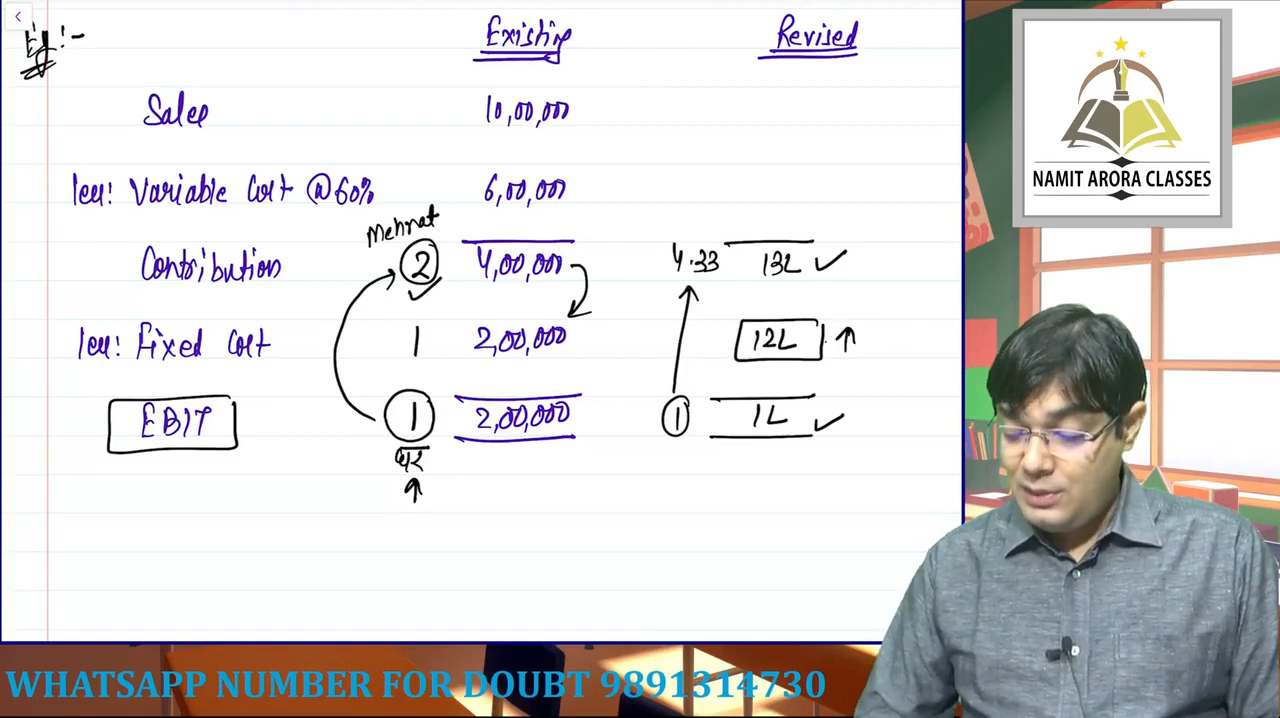 Eg:-
Existing Revised
Sales 10,00,000
less: Variable Cost @60% 6,00,000
Mehnat
Contribution 2 4,00,000 4.33 13L
less: Fixed Cost 1 2,00,000 12L
EBIT 1 2,00,000 1 1L
NAMIT ARORA CLASSES
WHATSAPP NUMBER FOR DOUBT 9891314730